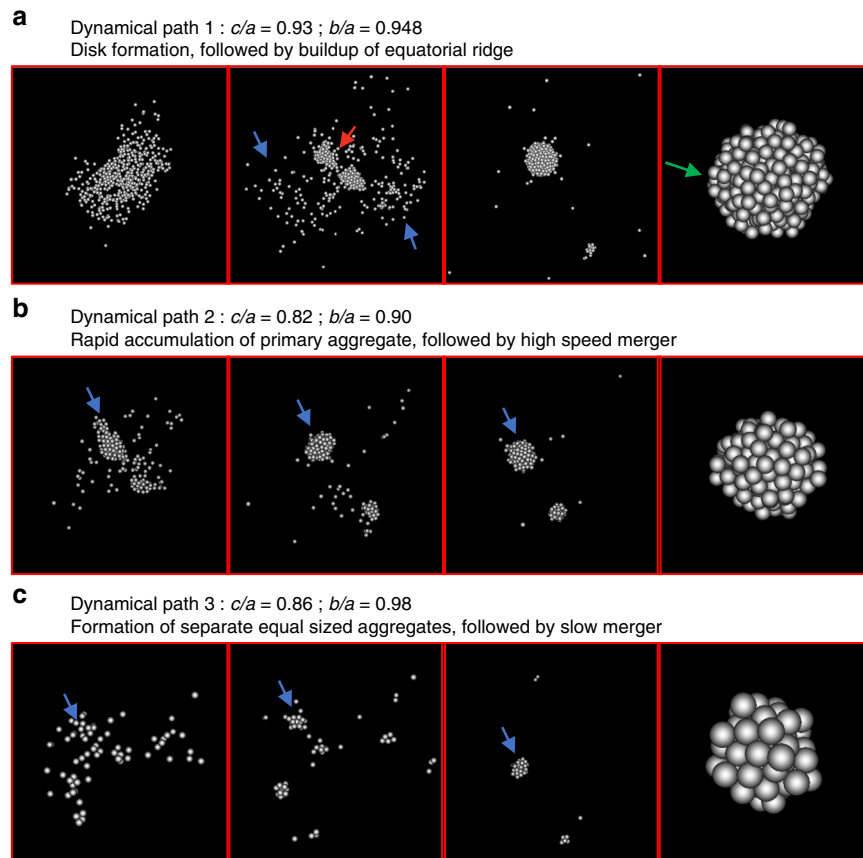 a
Dynamical path 1 : c/a = 0.93 ; b/a = 0.948
Disk formation, followed by buildup of equatorial ridge
b
Dynamical path 2 : c/a = 0.82 ; b/a = 0.90
Rapid accumulation of primary aggregate, followed by high speed merger
c
Dynamical path 3 : c/a = 0.86 ; b/a = 0.98
Formation of separate equal sized aggregates, followed by slow merger